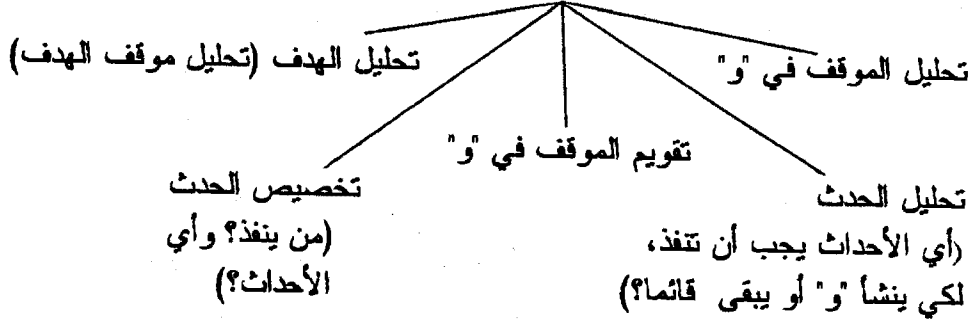 تحليل الموقف في "و"
تحليل الهدف (تحليل موقف الهدف)
تقويم الموقف في "و"
تحليل الحدث
(أي الأحداث يجب أن تنفذ،
لكي ينشأ "و" أو يبقى قائما؟)
تخصيص الحدث
(من ينفذ؟ وأي
الأحداث؟)